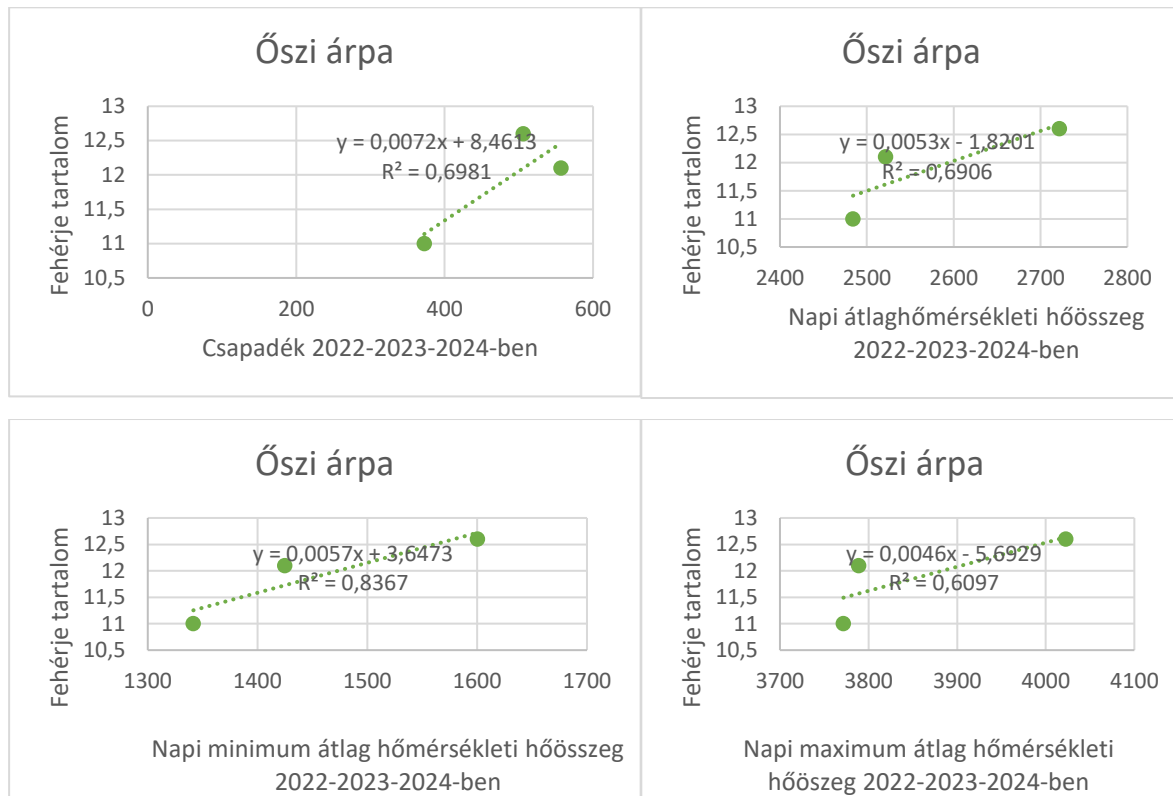 Őszi árpa
Fehérje tartalom
13
12,5
12
11,5
11
10,5
y = 0,0072x + 8,4613
R² = 0,6981
0 200 400 600
Csapadék 2022-2023-2024-ben
Őszi árpa
Fehérje tartalom
13
12,5
12
11,5
11
10,5
y = 0,0053x - 1,8201
R² = 0,6906
2400 2500 2600 2700 2800
Napi átlaghőmérsékleti hőösszeg
2022-2023-2024-ben
Őszi árpa
Fehérje tartalom
13
12,5
12
11,5
11
10,5
y = 0,0057x + 3,6473
R² = 0,8367
1300 1400 1500 1600 1700
Napi minimum átlag hőmérsékleti hőösszeg
2022-2023-2024-ben
Őszi árpa
Fehérje tartalom
13
12,5
12
11,5
11
10,5
y = 0,0046x - 5,6929
R² = 0,6097
3700 3800 3900 4000 4100
Napi maximum átlag hőmérsékleti
hőöszeg 2022-2023-2024-ben